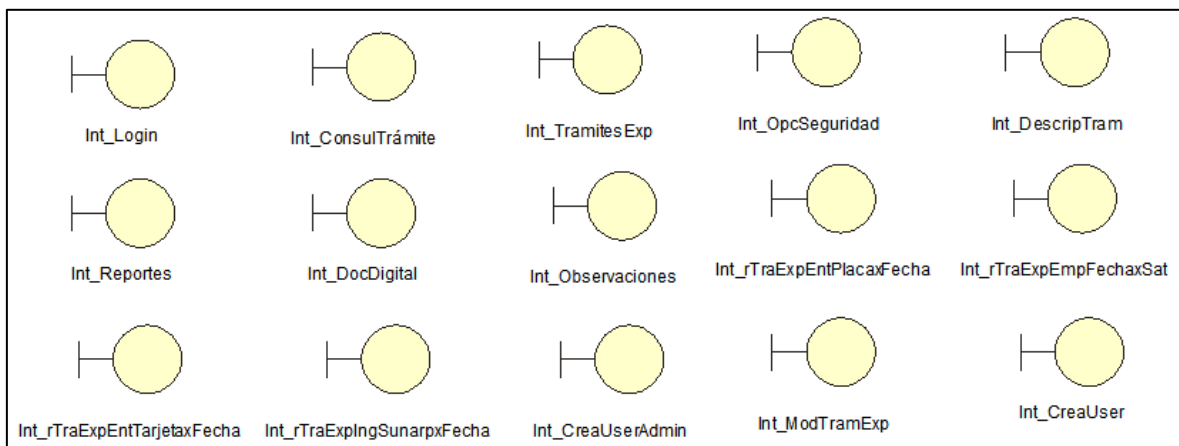 Int_Login
Int_ConsulTrámite
Int_TramitesExp
Int_OpcSeguridad
Int_DescripTram
Int_Reportes
Int_DocDigital
Int_Observaciones
Int_rTraExpEntPlacaxFecha
Int_rTraExpEmpFechaxSat
Int_rTraExpEntTarjetaxFecha
Int_rTraExpIngSunarpxFecha
Int_CreaUserAdmin
Int_ModTramExp
Int_CreaUser